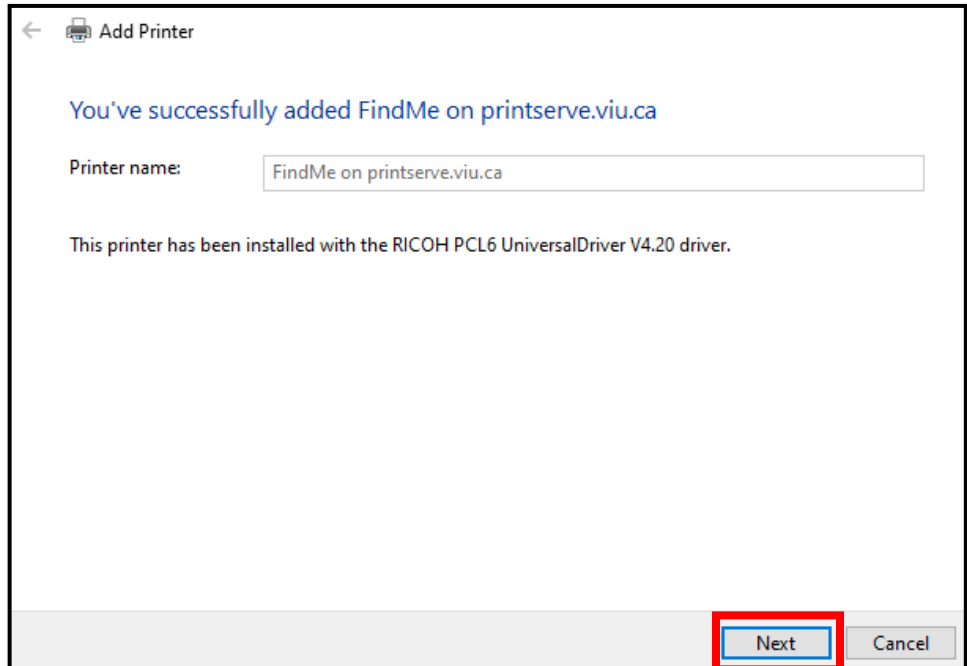 Add Printer
You've successfully added FindMe on printserve.viu.ca
Printer name:
FindMe on printserve.viu.ca
This printer has been installed with the RICOH PCL6 UniversalDriver V4.20 driver.
Next
Cancel